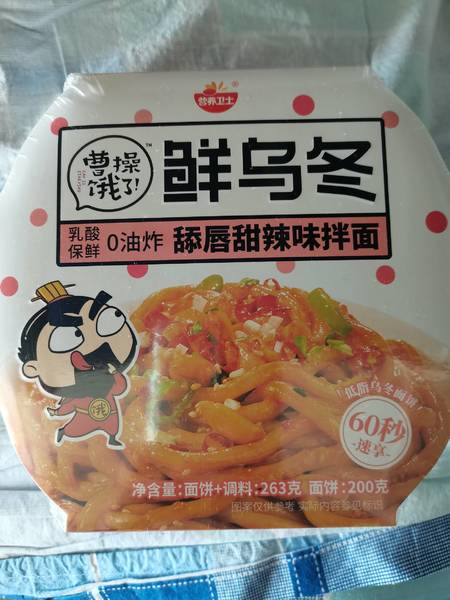 营养卫士
®
曹操
饿了!
TM
鲜乌冬
乳酸
保鲜
0油炸
舔唇甜辣味拌面
饿
「低脂乌冬面饼」
60秒
-速享-
净含量:面饼+调料:263克 面饼:200克
图案仅供参考 实际内容参见标识